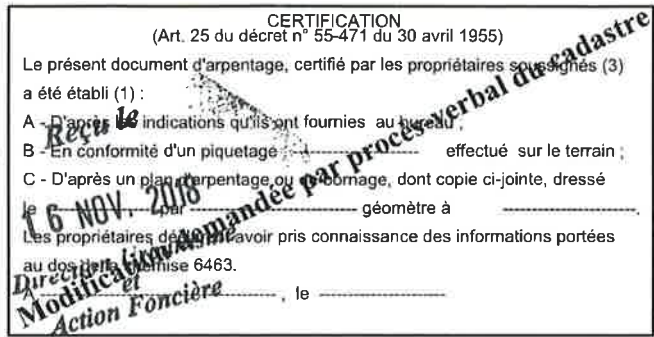 CERTIFICATION
(Art. 25 du décret n° 55-471 du 30 avril 1955)
Le présent document d'arpentage, certifié par les propriétaires soussignés (3)
a été établi (1) :
A - D'après les indications qu'ils ont fournies au bureau ;
B - En conformité d'un piquetage : ---------------------- effectué sur le terrain ;
C - D'après un plan d'arpentage ou de bornage, dont copie ci-jointe, dressé
le ---------------------- par ---------------------- géomètre à ----------------------.
Les propriétaires déclarent avoir pris connaissance des informations portées
au dos de la chemise 6463.
A ----------------------, le ----------------------
Reçu le
16 NOV. 2018
Direction
et
Action Foncière
Modification demandée par procès-verbal du cadastre